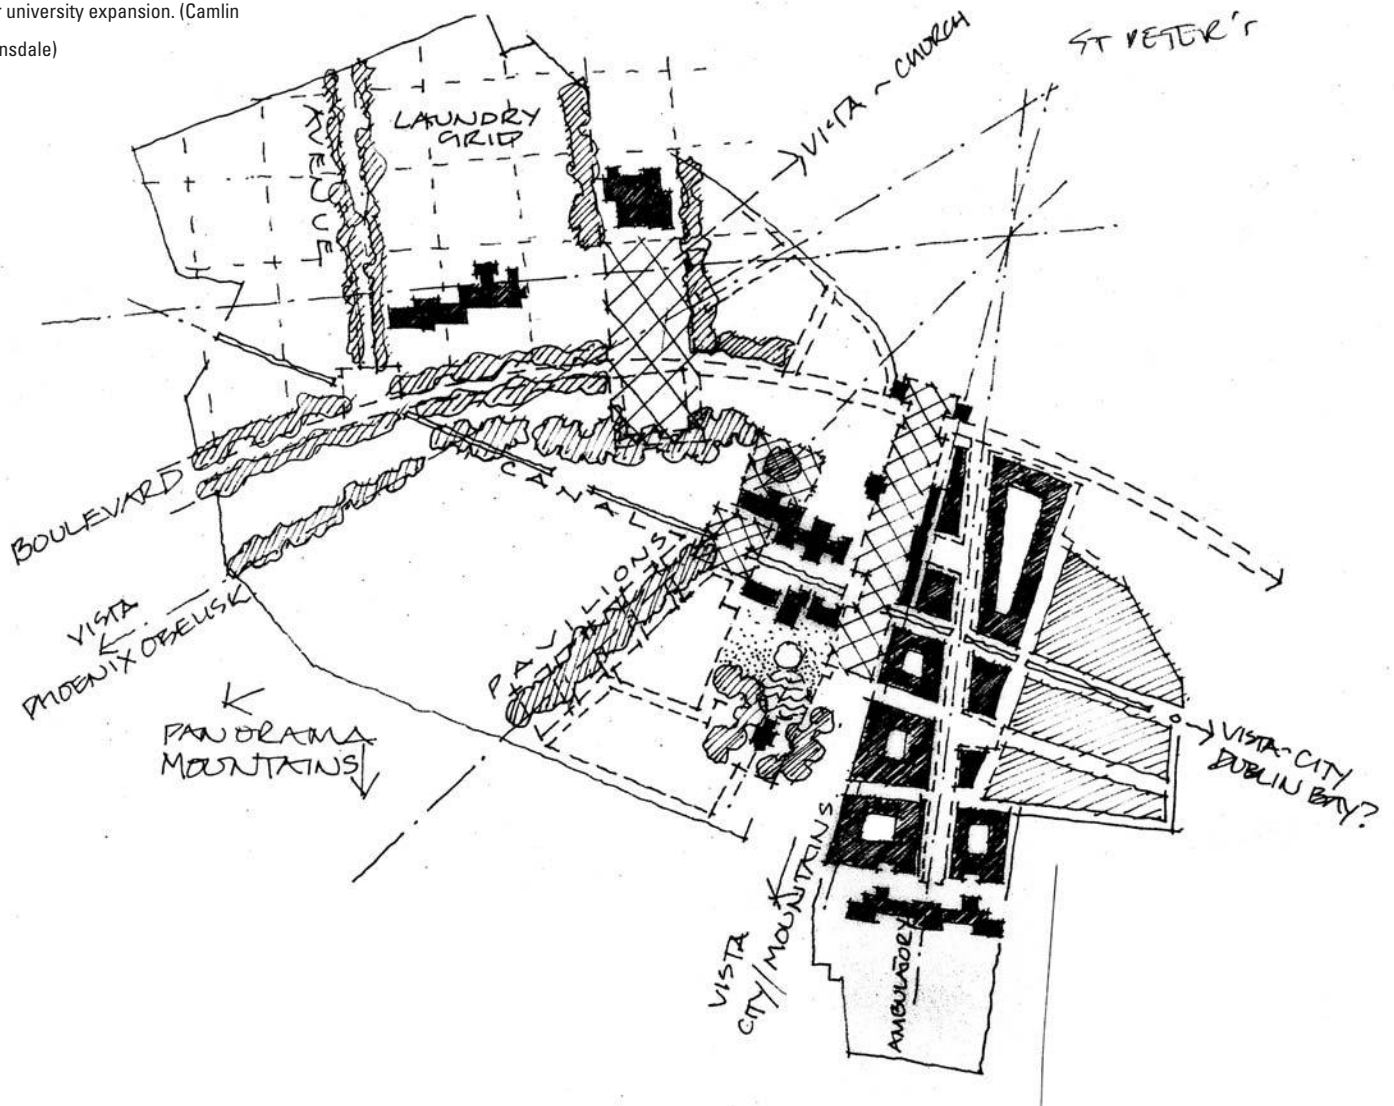 r university expansion. (Camlin
nsdale)
ST PETER'S
VISTA ~ CHURCH
LAUNDRY
GRID
AVENUE
BOULEVARD
CANAL
PAVILIONS
VISTA
PHOENIX OBELISK
PANORAMA
MOUNTAINS
VISTA-CITY
DUBLIN BAY?
VISTA
CITY/MOUNTAINS
AMBULATORY